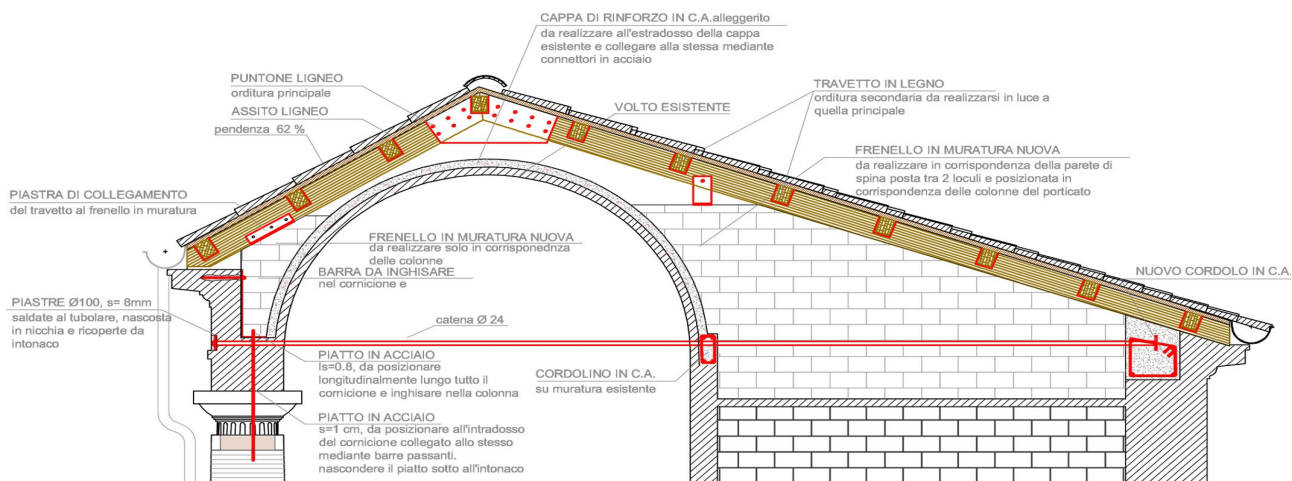 CAPPA DI RINFORZO IN C.A.alleggerito
da realizzare all'estradosso della cappa
esistente e collegare alla stessa mediante
connettori in acciaio
PUNTONE LIGNEO
orditura principale
ASSITO LIGNEO
pendenza 62 %
VOLTO ESISTENTE
TRAVETTO IN LEGNO
orditura secondaria da realizzarsi in luce a
quella principale
FRENELLO IN MURATURA NUOVA
da realizzare in corrispondenza della parete di
spina posta tra 2 loculi e posizionata in
corrispondenza delle colonne del porticato
PIASTRA DI COLLEGAMENTO
del travetto al frenello in muratura
FRENELLO IN MURATURA NUOVA
da realizzare solo in corrisponednza
delle colonne
BARRA DA INGHISARE
nel cornicione e
NUOVO CORDOLO IN C.A.
PIASTRE Ø100, s= 8mm
saldate al tubolare, nascosta
in nicchia e ricoperte da
intonaco
catena Ø 24
PIATTO IN ACCIAIO
ls=0.8, da posizionare
longitudinalmente lungo tutto il
cornicione e inghisare nella colonna
CORDOLINO IN C.A.
su muratura esistente
PIATTO IN ACCIAIO
s=1 cm, da posizionare all'intradosso
del cornicione collegato allo stesso
mediante barre passanti.
nascondere il piatto sotto all'intonaco